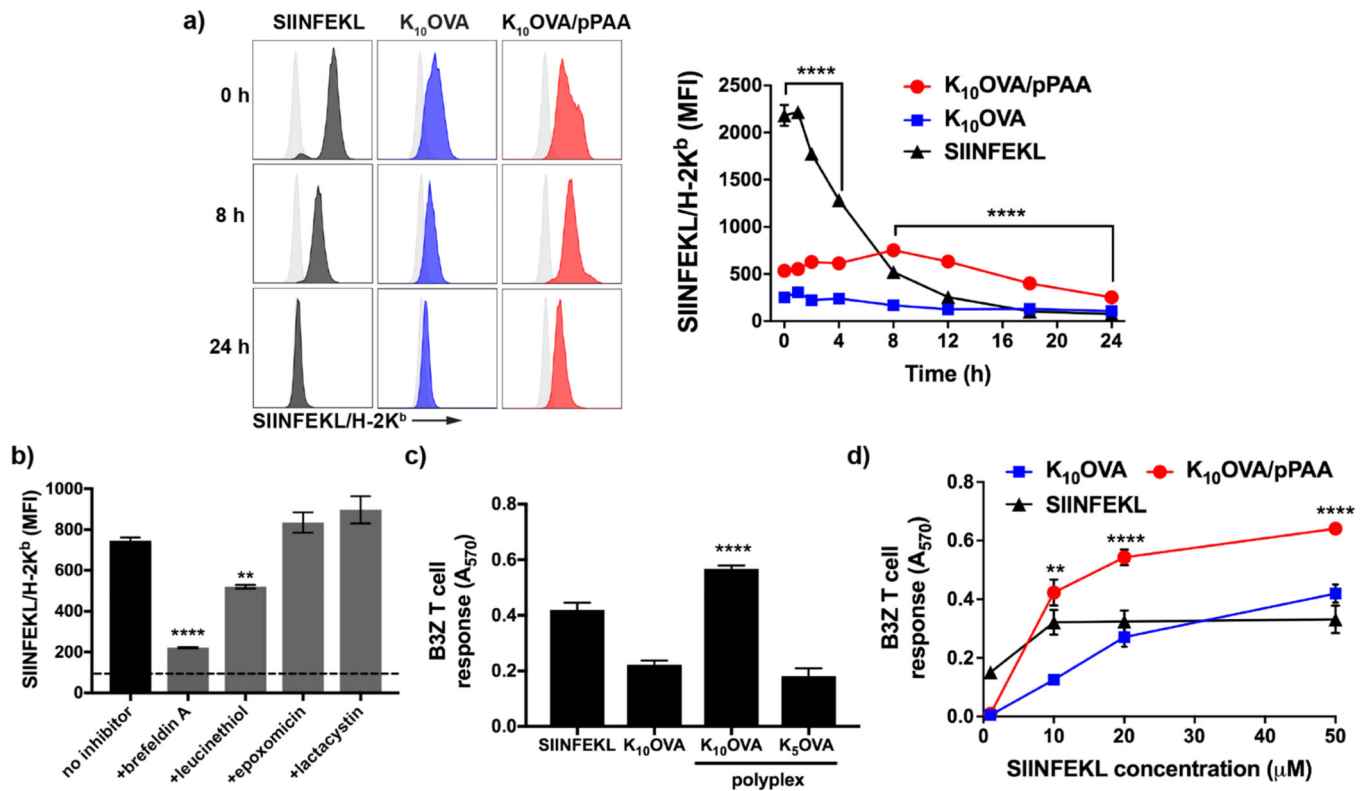 a)
SIINFEKL K₁₀OVA K₁₀OVA/pPAA
0 h
8 h
24 h
SIINFEKL/H-2Kᵇ
SIINFEKL/H-2Kᵇ (MFI)
2500
2000
1500
1000
500
0
****
****
K₁₀OVA/pPAA
K₁₀OVA
SIINFEKL
0 4 8 12 16 20 24
Time (h)
b)
SIINFEKL/H-2Kᵇ (MFI)
1000
800
600
400
200
0
****
**
no inhibitor
+brefeldin A
+leucinethiol
+epoxomicin
+lactacystin
c)
B3Z T cell
response (A₅₇₀)
0.8
0.6
0.4
0.2
0.0
****
SIINFEKL K₁₀OVA K₁₀OVA K₅OVA
polyplex
d)
K₁₀OVA K₁₀OVA/pPAA
SIINFEKL
B3Z T cell
response (A₅₇₀)
0.8
0.6
0.4
0.2
0.0
**
****
****
0 10 20 30 40 50
SIINFEKL concentration (μM)